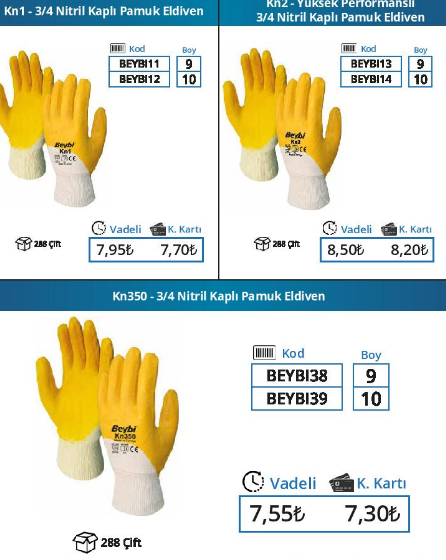 Kn1 - 3/4 Nitril Kaplı Pamuk Eldiven
Kod
Boy
BEYBI11
9
BEYBI12
10
Beybi
Kn1
CE
288 Çift
Vadeli
K. Kartı
7,95₺
7,70₺
Kn2 - Yüksek Performanslı
3/4 Nitril Kaplı Pamuk Eldiven
Kod
Boy
BEYBI13
9
BEYBI14
10
Beybi
Kn2
CE
288 Çift
Vadeli
K. Kartı
8,50₺
8,20₺
Kn350 - 3/4 Nitril Kaplı Pamuk Eldiven
Kod
Boy
BEYBI38
9
BEYBI39
10
Beybi
Kn350
CE
288 Çift
Vadeli
K. Kartı
7,55₺
7,30₺